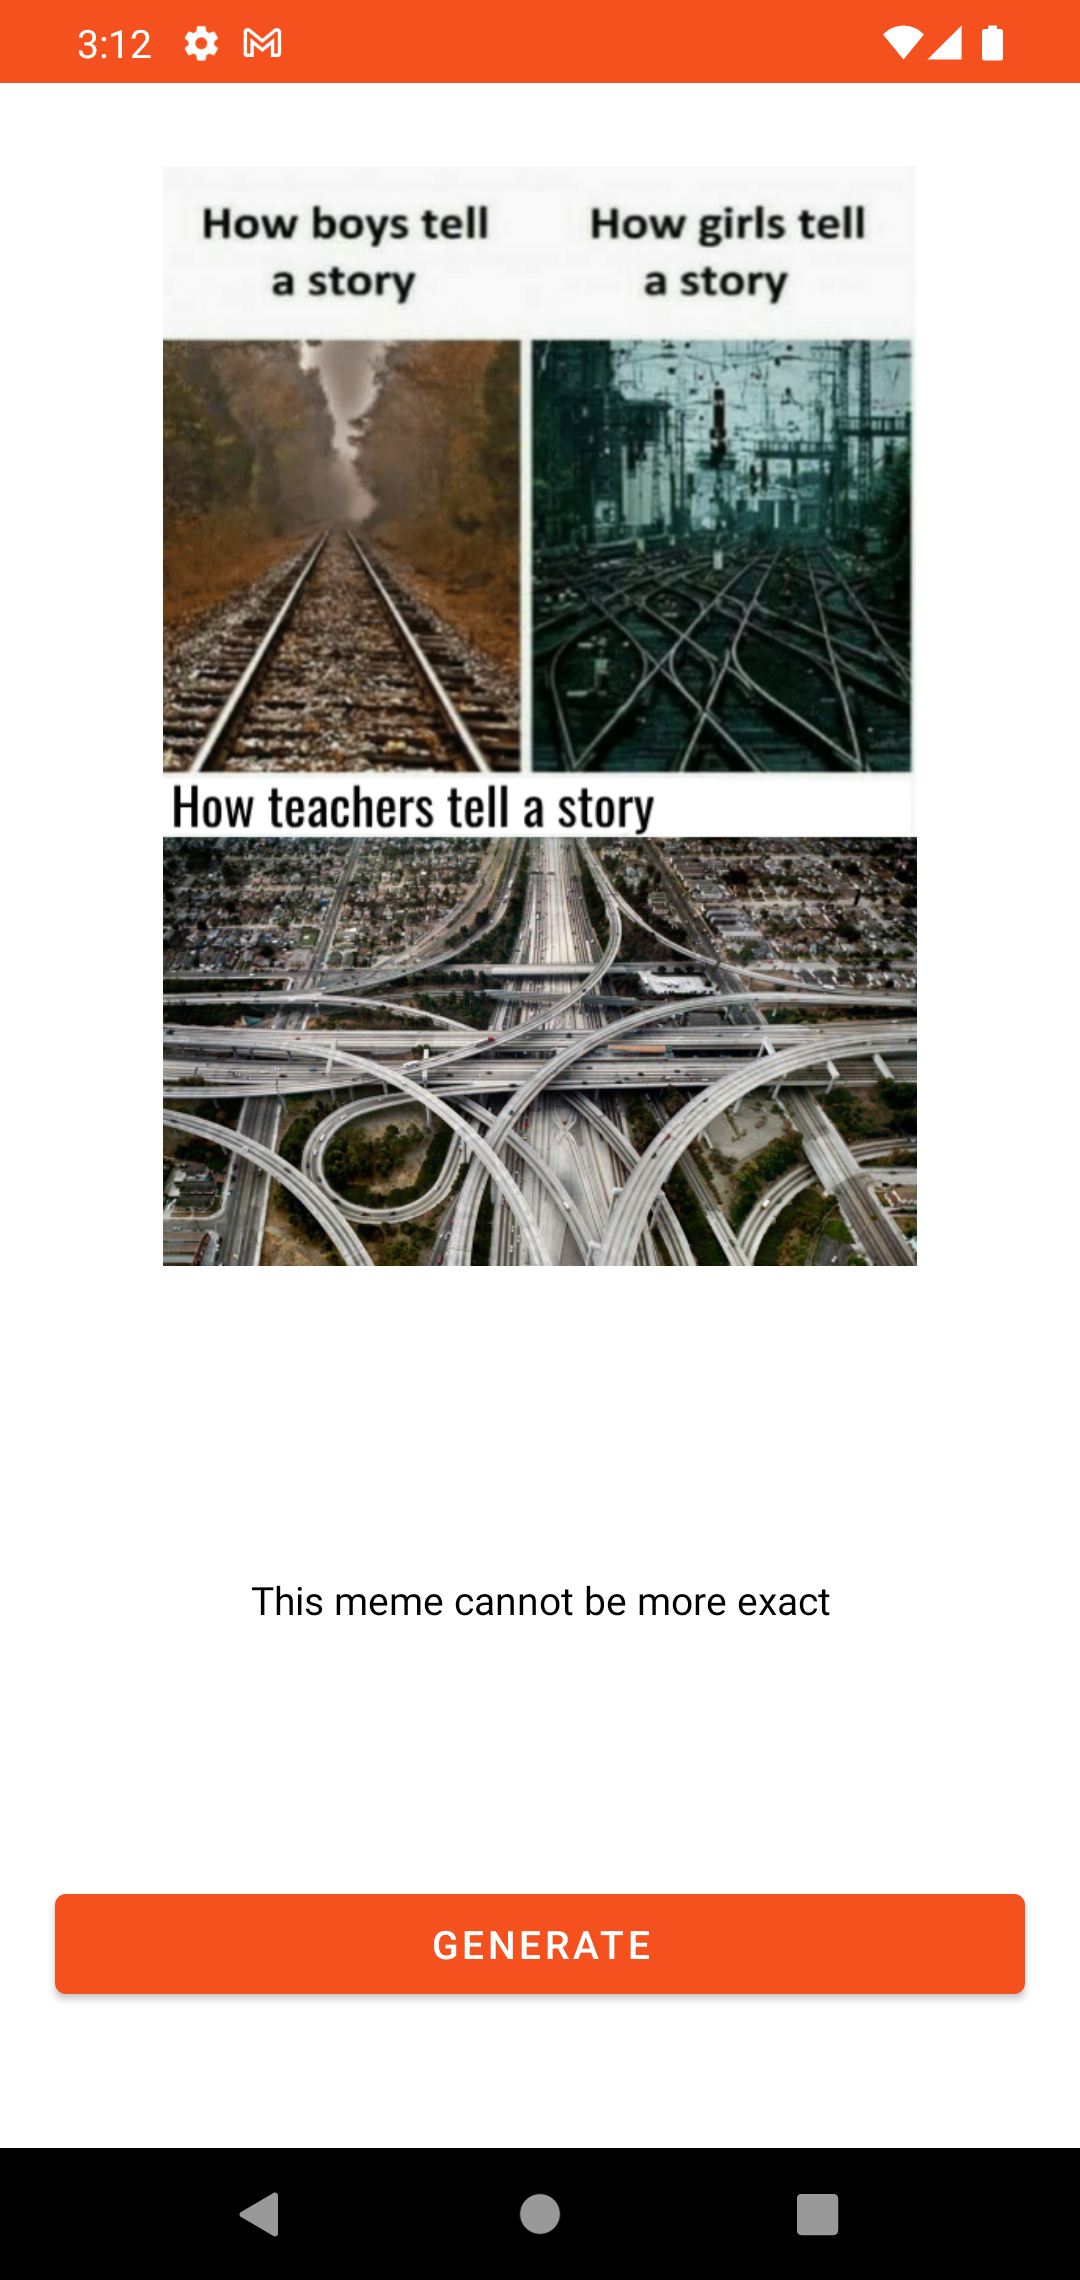 3:12
How boys tell
a story
How girls tell
a story
How teachers tell a story
This meme cannot be more exact
GENERATE